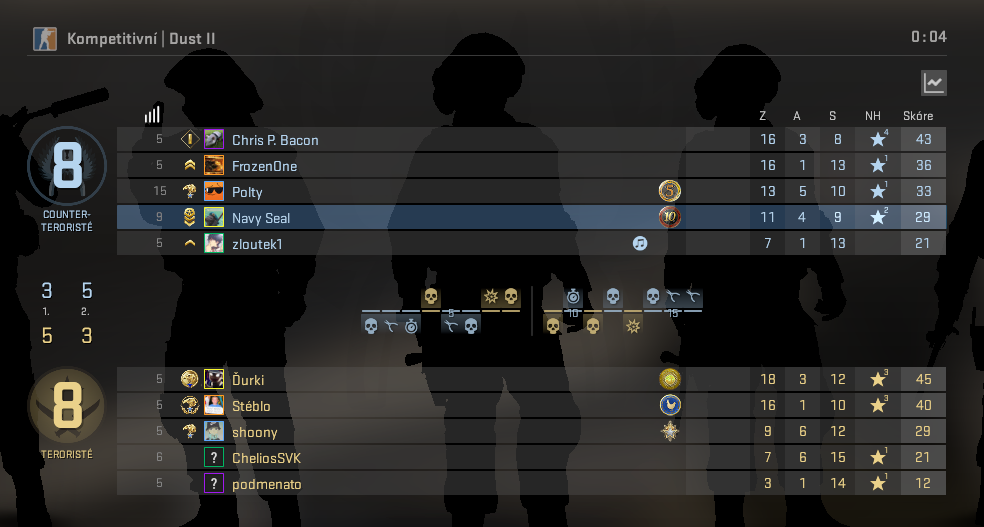 Kompetitivní | Dust II
0:04
Z A S NH Skóre
8
COUNTER-
TERORISTÉ
5 Chris P. Bacon 16 3 8 ★4 43
5 FrozenOne 16 1 13 ★1 36
15 Polty 5 13 5 10 ★1 33
9 Navy Seal 10 11 4 9 ★2 29
5 zloutek1 7 1 13 21
3 5
1. 2.
5 3
5 10 15
8
TERORISTÉ
5 Ďurki 18 3 12 ★3 45
5 Stéblo 16 1 10 ★3 40
5 shoony 9 6 12 29
6 ? CheliosSVK 7 6 15 ★1 21
5 ? podmenato 3 1 14 ★1 12